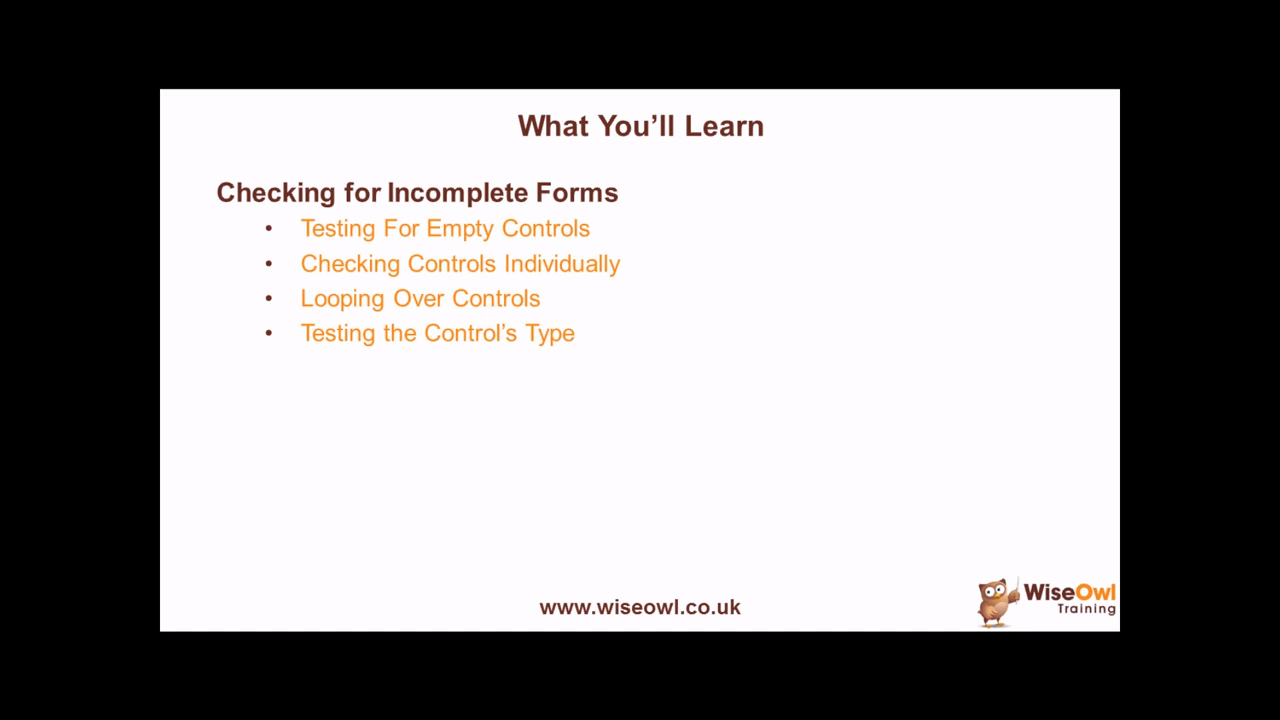 What You’ll Learn
Checking for Incomplete Forms
• Testing For Empty Controls
• Checking Controls Individually
• Looping Over Controls
• Testing the Control’s Type
www.wiseowl.co.uk
WiseOwl
Training